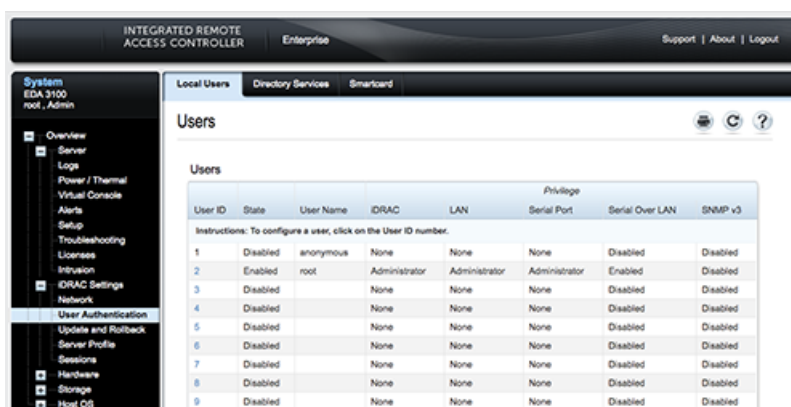 INTEGRATED REMOTE
ACCESS CONTROLLER
Enterprise
Support | About | Logout
System
EDA 3100
root , Admin
Overview
Server
Logs
Power / Thermal
Virtual Console
Alerts
Setup
Troubleshooting
Licenses
Intrusion
iDRAC Settings
Network
User Authentication
Update and Rollback
Server Profile
Sessions
Hardware
Storage
Host OS
Local Users Directory Services Smartcard
Users
?
Users
Privilege
User ID State User Name iDRAC LAN Serial Port Serial Over LAN SNMP v3
Instructions: To configure a user, click on the User ID number.
1 Disabled anonymous None None None Disabled Disabled
2 Enabled root Administrator Administrator Administrator Enabled Disabled
3 Disabled None None None Disabled Disabled
4 Disabled None None None Disabled Disabled
5 Disabled None None None Disabled Disabled
6 Disabled None None None Disabled Disabled
7 Disabled None None None Disabled Disabled
8 Disabled None None None Disabled Disabled
9 Disabled None None None Disabled Disabled